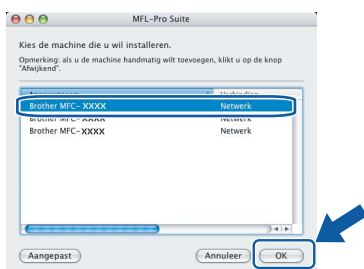 MFL-Pro Suite
Kies de machine die u wil installeren.
Opmerking: als u de machine handmatig wilt toevoegen, klikt u op de knop
"Afwijkend".
Brother MFC-XXXX Netwerk
Brother MFC-XXXX Netwerk
Brother MFC-XXXX Netwerk
Aangepast Annuleer OK